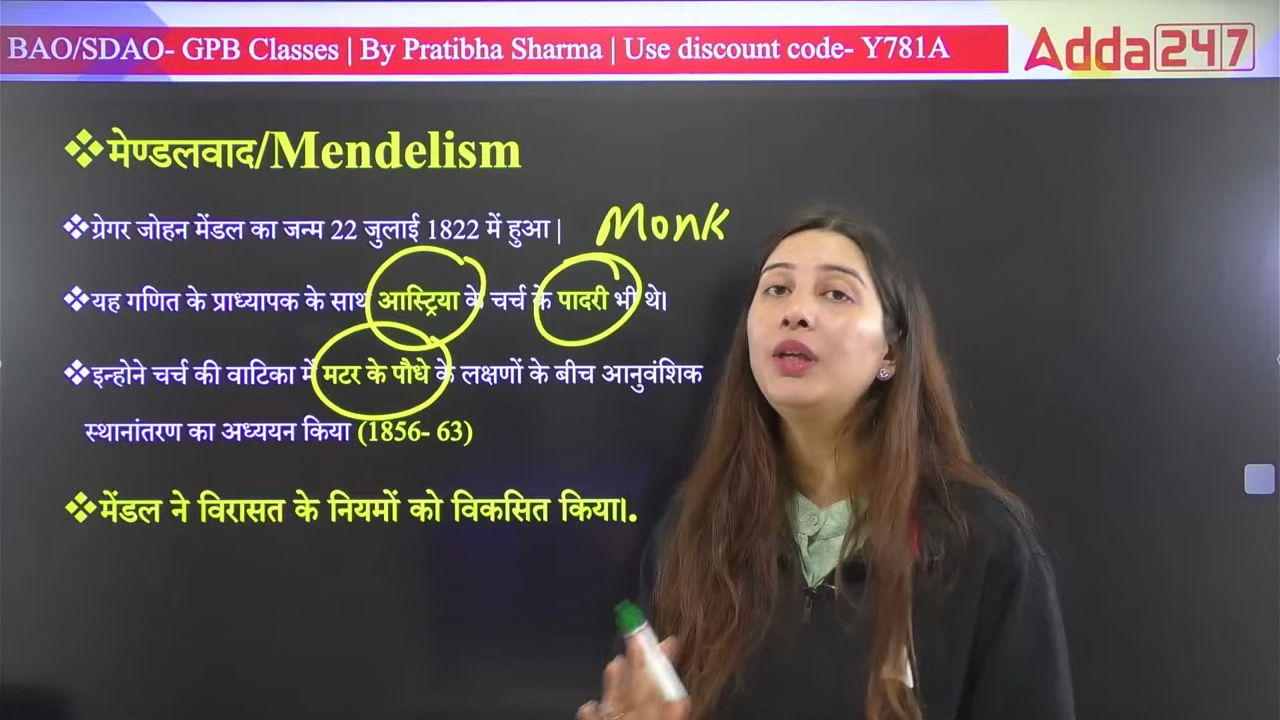 BAO/SDAO- GPB Classes | By Pratibha Sharma | Use discount code- Y781A
Adda247
❖मेण्डलवाद/Mendelism
❖ग्रेगर जोहन मेंडल का जन्म 22 जुलाई 1822 में हुआ |
Monk
❖यह गणित के प्राध्यापक के साथ आस्ट्रिया के चर्च के पादरी भी थे।
❖इन्होने चर्च की वाटिका में मटर के पौधे के लक्षणों के बीच आनुवंशिक
स्थानांतरण का अध्ययन किया (1856- 63)
❖मेंडल ने विरासत के नियमों को विकसित किया।.